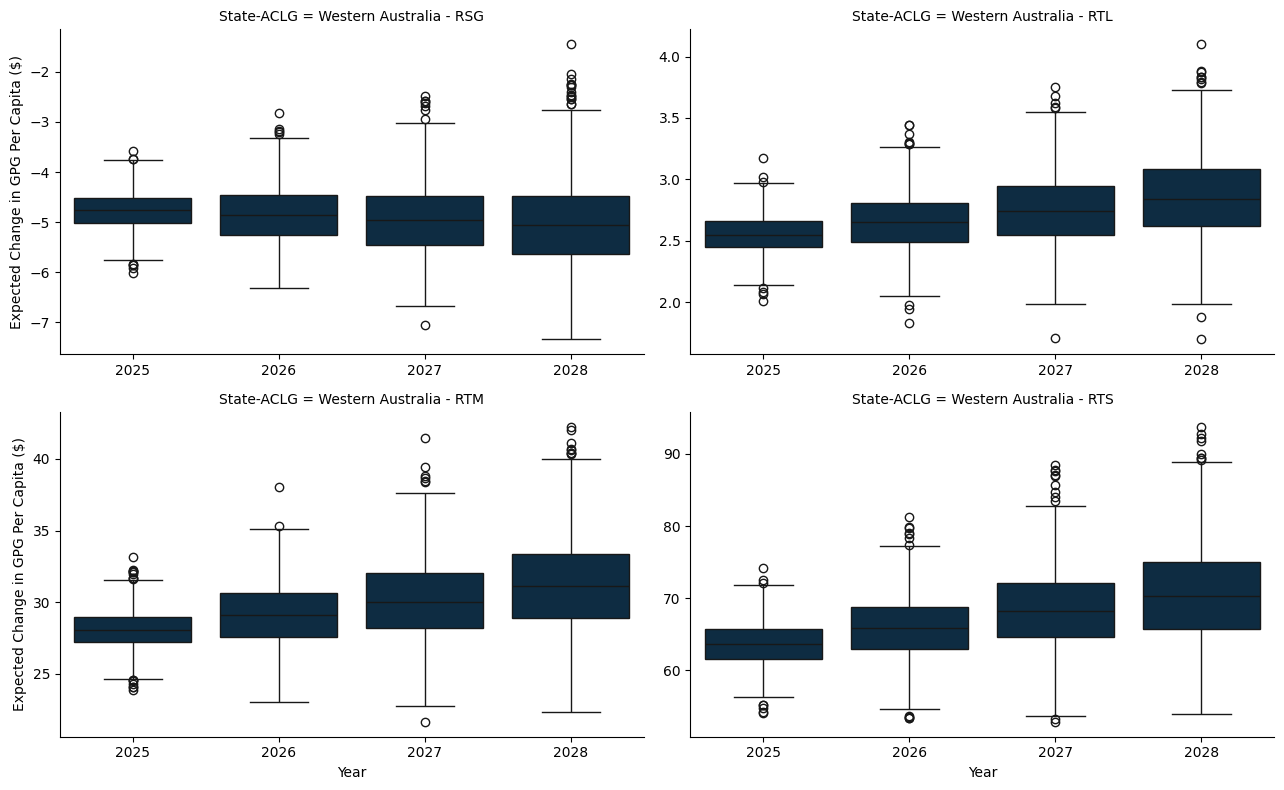 State-ACLG = Western Australia - RSG
State-ACLG = Western Australia - RTL
Expected Change in GPG Per Capita ($)
−2
−3
−4
−5
−6
−7
2025 2026 2027 2028
4.0
3.5
3.0
2.5
2.0
2025 2026 2027 2028
State-ACLG = Western Australia - RTM
State-ACLG = Western Australia - RTS
Expected Change in GPG Per Capita ($)
40
35
30
25
2025 2026 2027 2028
Year
90
80
70
60
2025 2026 2027 2028
Year